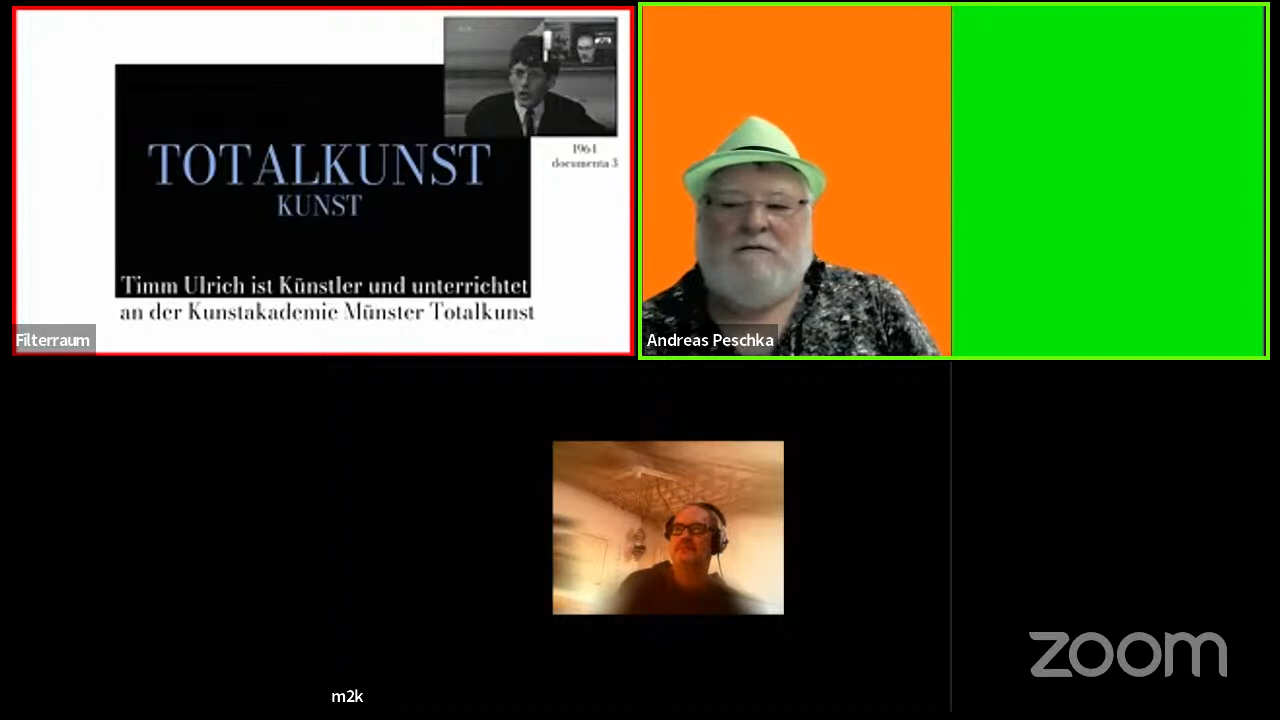 TOTALKUNST
KUNST
1964
documenta 3
Timm Ulrich ist Künstler und unterrichtet
an der Kunstakademie Münster Totalkunst
Filterraum
Andreas Peschka
m2k
zoom